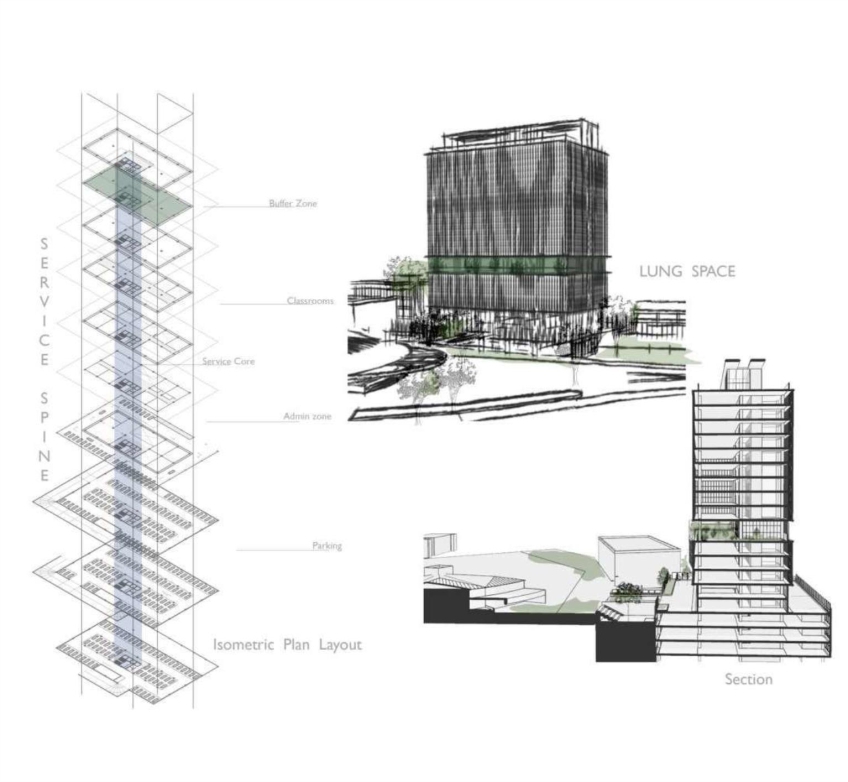 SERVICE SPINE
Buffer Zone
Classrooms
Service Core
Admin zone
Parking
Isometric Plan Layout
LUNG SPACE
Section